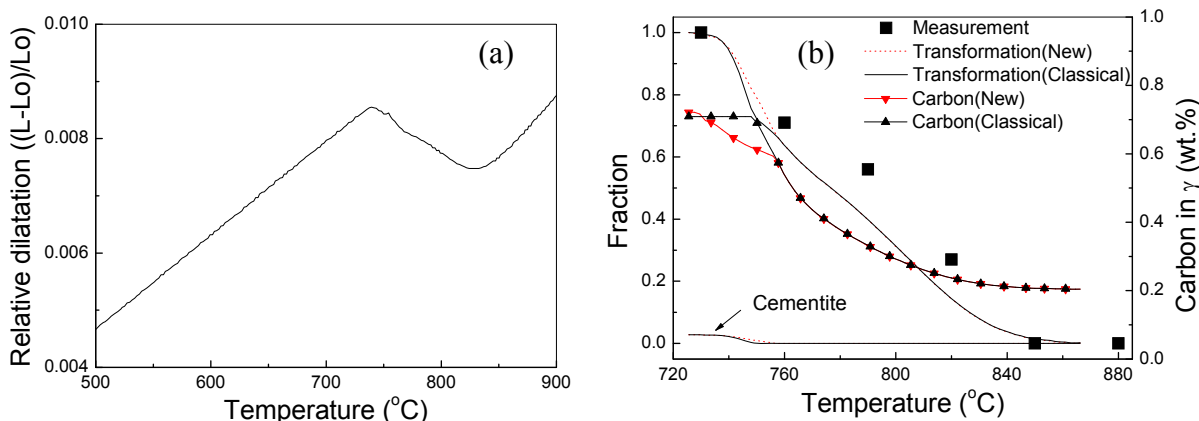 (a)
Relative dilatation ((L-Lo)/Lo)
0.010
0.008
0.006
0.004
500
600
700
800
900
Temperature (°C)
(b)
Measurement
Transformation(New)
Transformation(Classical)
Carbon(New)
Carbon(Classical)
Cementite
Fraction
1.0
0.8
0.6
0.4
0.2
0.0
720
760
800
840
880
Temperature (°C)
1.0
0.8
0.6
0.4
0.2
0.0
Carbon in γ (wt.%)